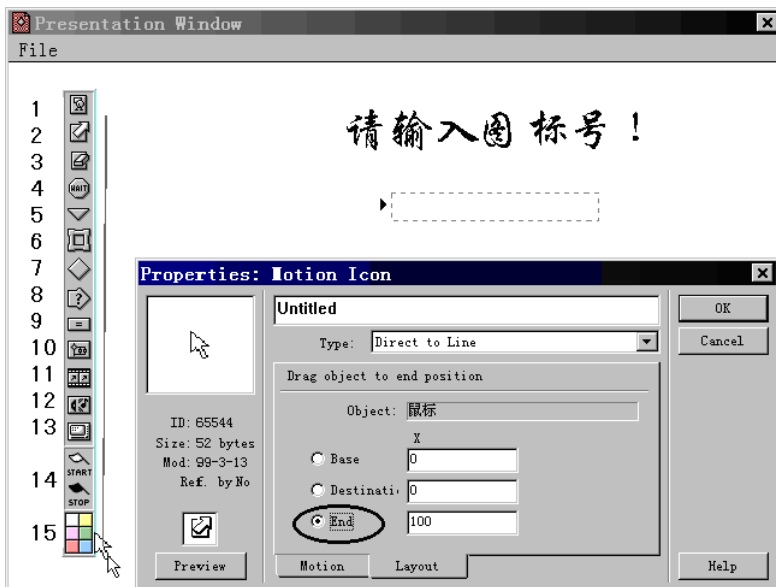 Presentation Window
File
请输入图标号！
1
2
3
4
WAIT
5
6
7
8
?
9
=
10
11
12
13
14
START
STOP
15
Properties: Motion Icon
Untitled
OK
Type: Direct to Line
Cancel
Drag object to end position
Object: 鼠标
X
ID: 65544
Size: 52 bytes
Mod: 99-3-13
Ref. by No
Base 0
Destinati 0
End 100
Preview
Motion
Layout
Help